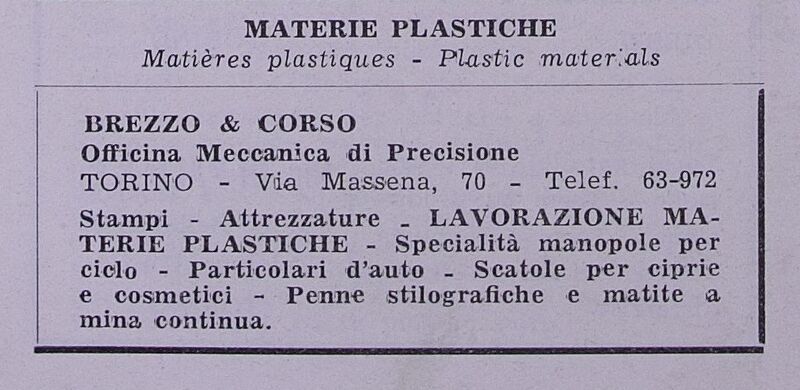 MATERIE PLASTICHE
Matières plastiques - Plastic materials
BREZZO & CORSO
Officina Meccanica di Precisione
TORINO - Via Massena, 70 - Telef. 63-972
Stampi - Attrezzature - LAVORAZIONE MA-
TERIE PLASTICHE - Specialità manopole per
ciclo - Particolari d'auto - Scatole per ciprie
e cosmetici - Penne stilografiche e matite a
mina continua.